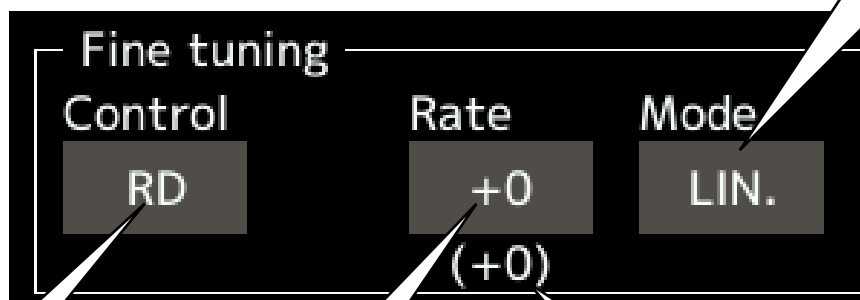 Fine tuning
Control Rate Mode
RD +0 LIN.
(+0)